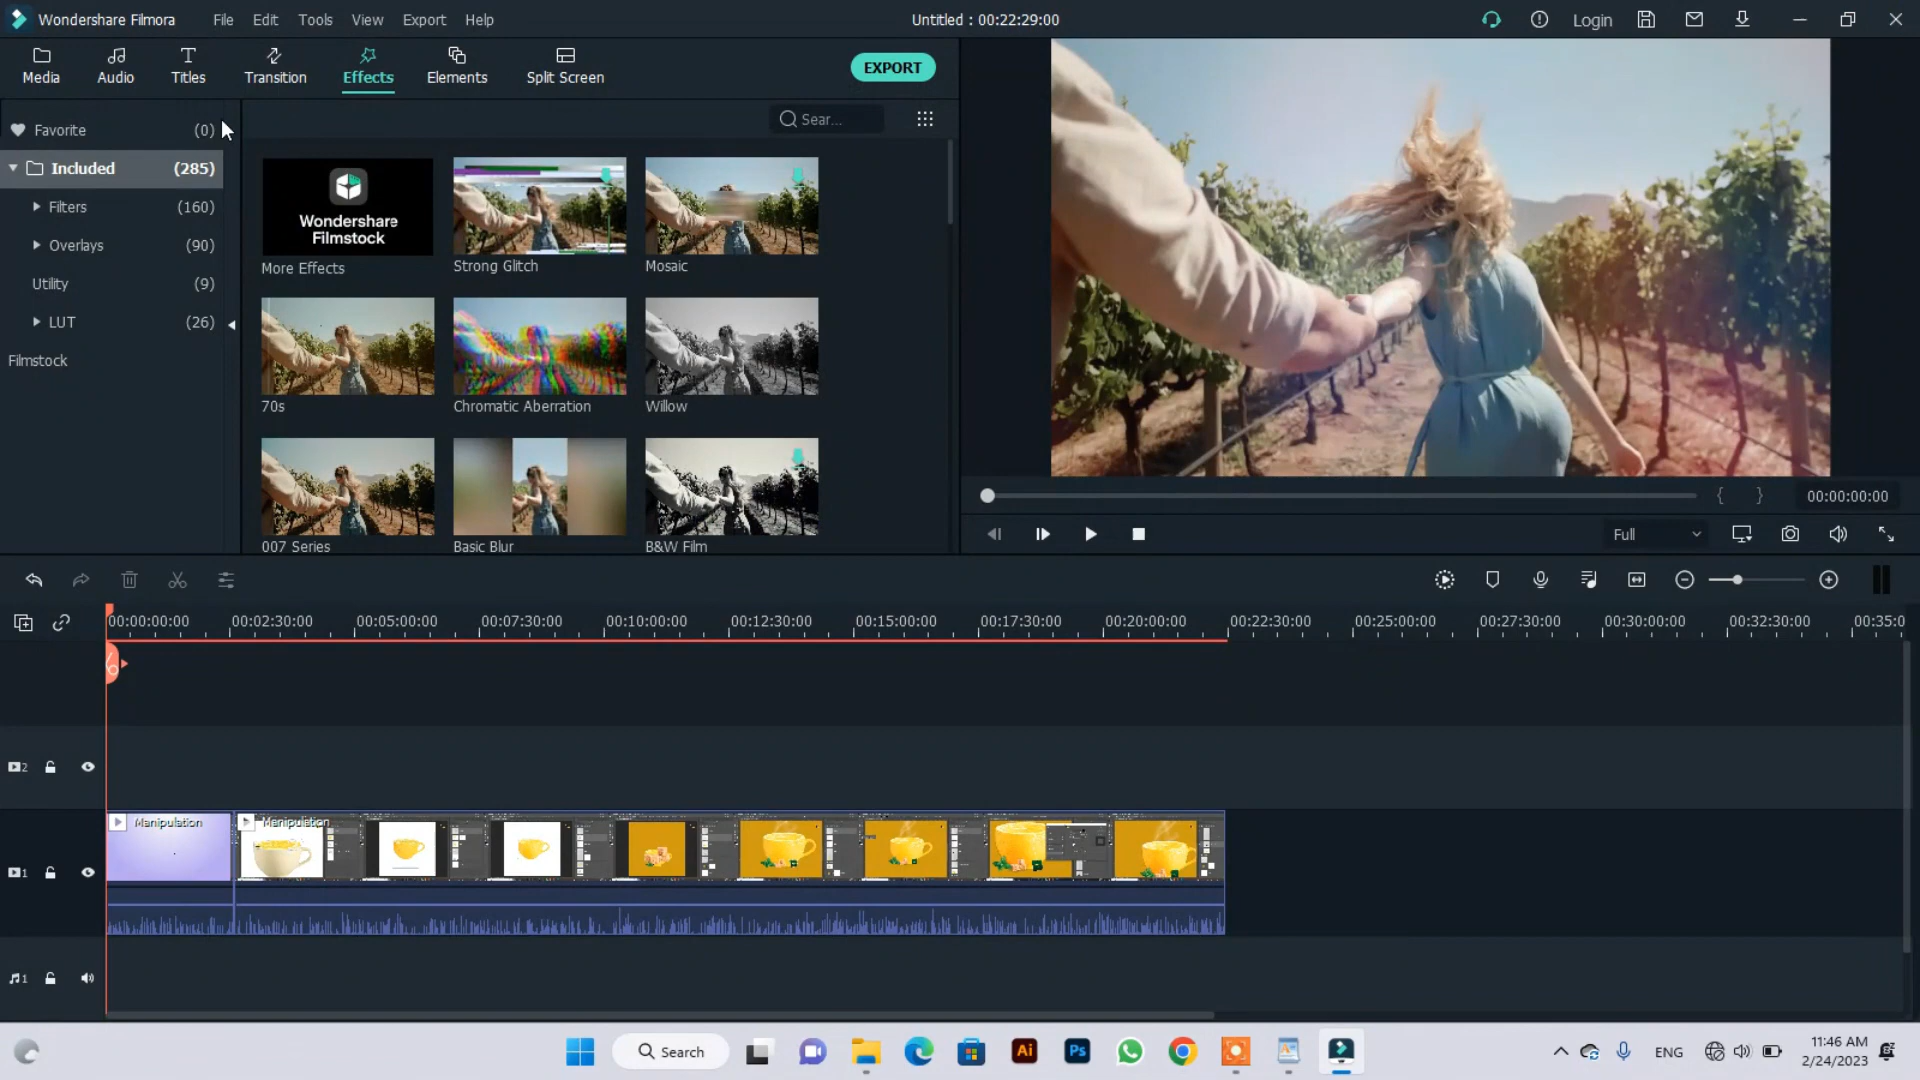 Wondershare Filmora File Edit Tools View Export Help Untitled : 00:22:29:00 Login
Media Audio Titles Transition Effects Elements Split Screen EXPORT
Favorite (0) Sear...
Included (285)
Filters (160)
Overlays (90)
Utility (9)
LUT (26)
Filmstock
Wondershare
Filmstock
More Effects Strong Glitch Mosaic
70s Chromatic Aberration Willow
007 Series Basic Blur B&W Film
{ } 00:00:00:00
Full
00:00:00:00 00:02:30:00 00:05:00:00 00:07:30:00 00:10:00:00 00:12:30:00 00:15:00:00 00:17:30:00 00:20:00:00 00:22:30:00 00:25:00:00 00:27:30:00 00:30:00:00 00:32:30:00 00:35:0
2
Manipulation Manipulation
1
1
Search Ai Ps ENG 11:46 AM
2/24/2023